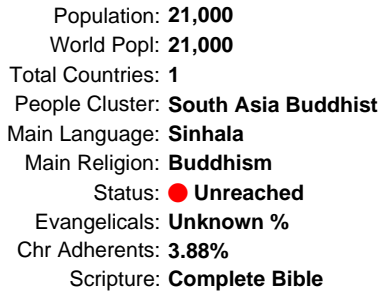 Population: 21,000
World Popl: 21,000
Total Countries: 1
People Cluster: South Asia Buddhist
Main Language: Sinhala
Main Religion: Buddhism
Status: Unreached
Evangelicals: Unknown %
Chr Adherents: 3.88%
Scripture: Complete Bible